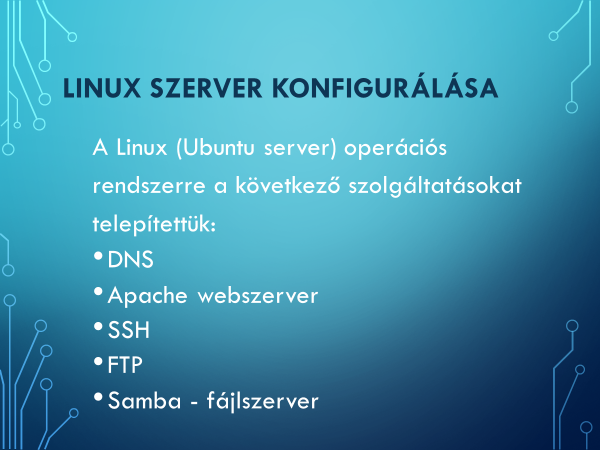 LINUX SZERVER KONFIGURÁLÁSA
A Linux (Ubuntu server) operációs
rendszerre a következő szolgáltatásokat
telepítettük:
•DNS
•Apache webszerver
•SSH
•FTP
•Samba - fájlszerver